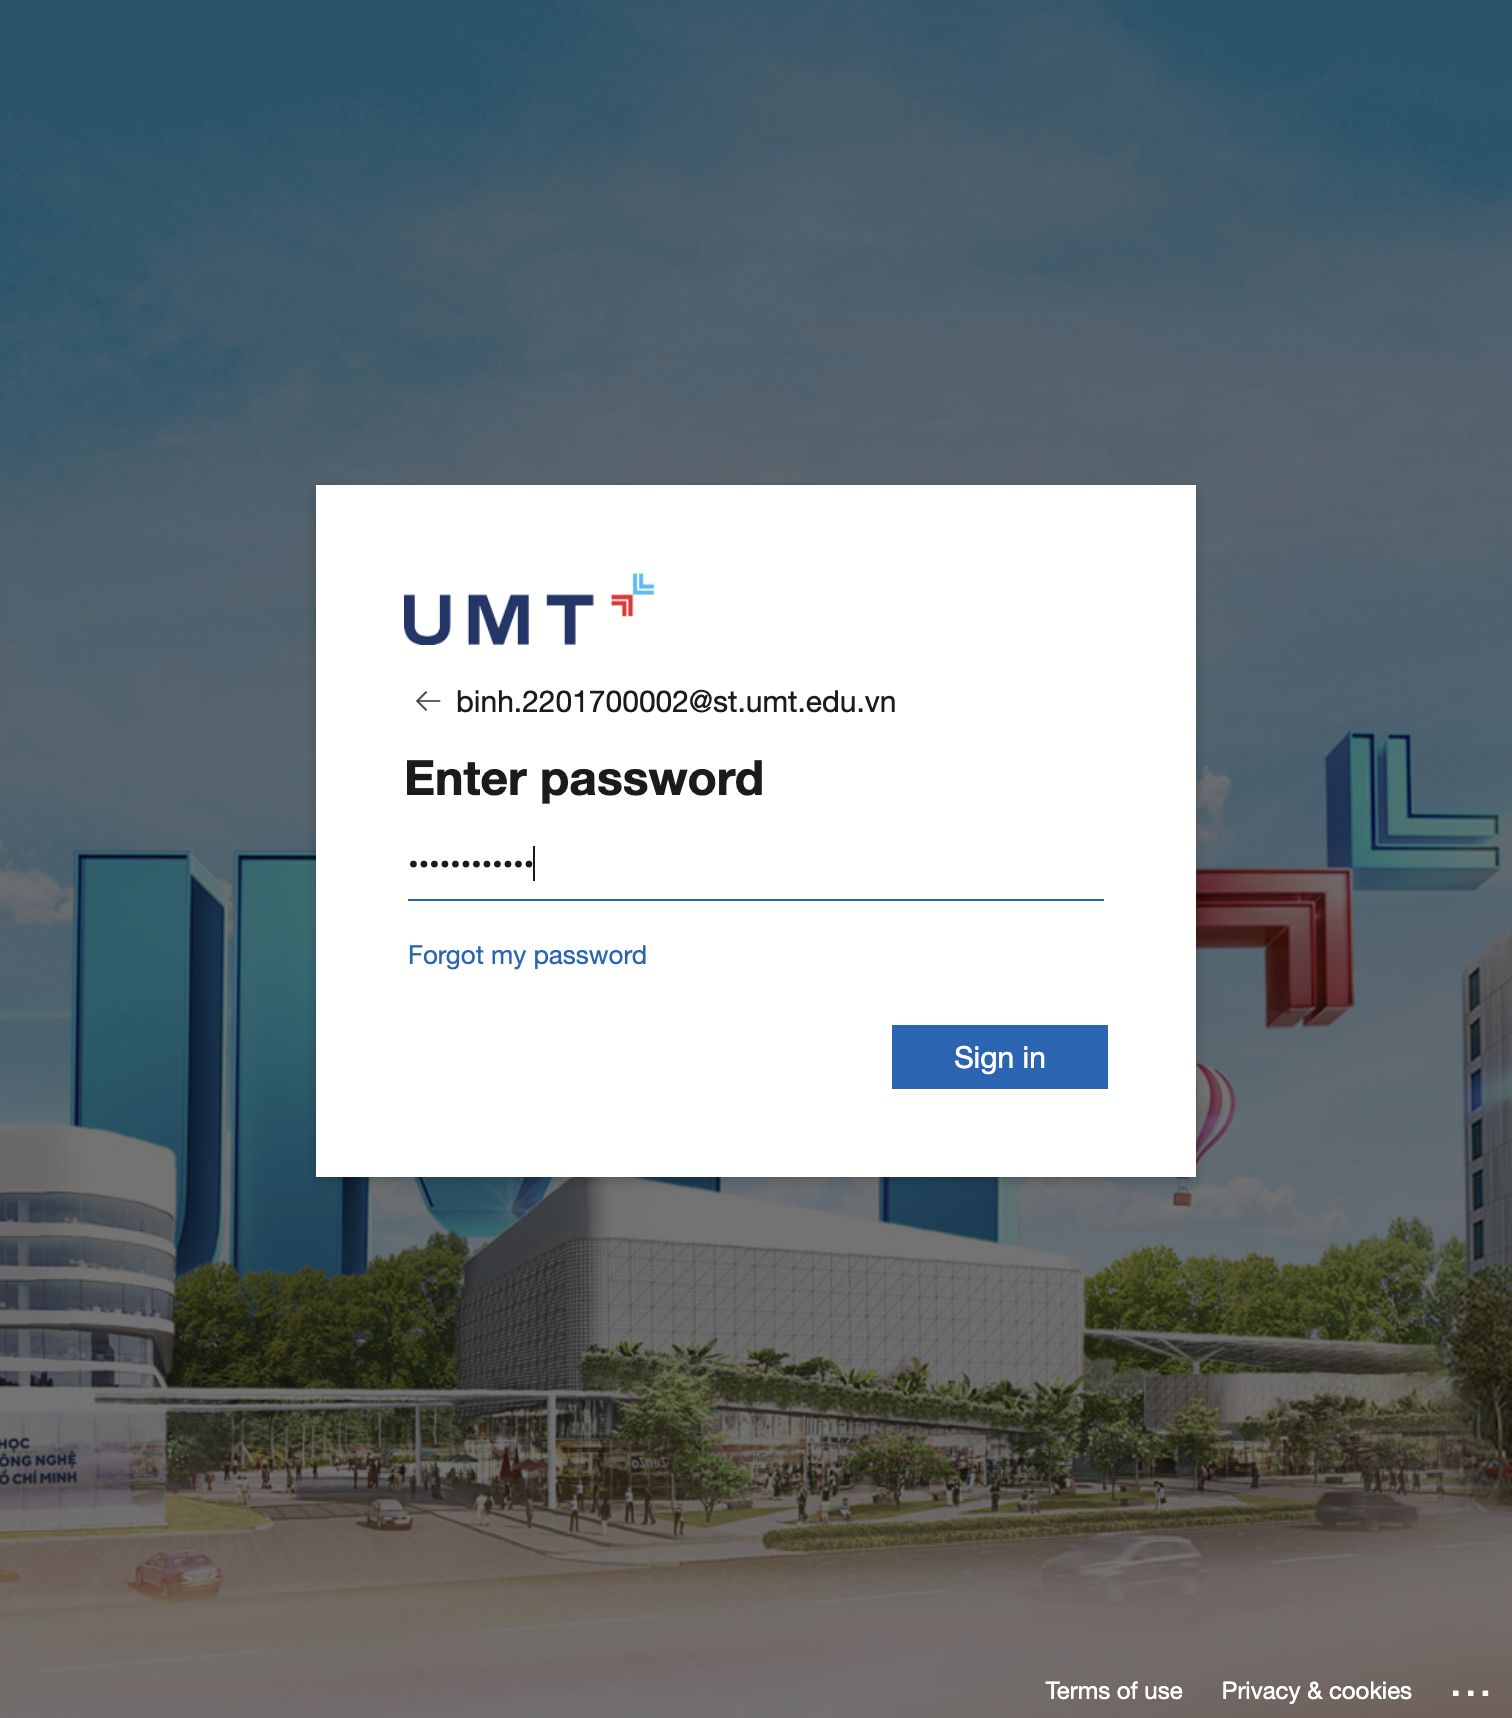 UMT
binh.2201700002@st.umt.edu.vn
Enter password
Forgot my password
Sign in
HỌC
ÔNG NGHỆ
Ồ CHÍ MINH
Terms of use Privacy & cookies